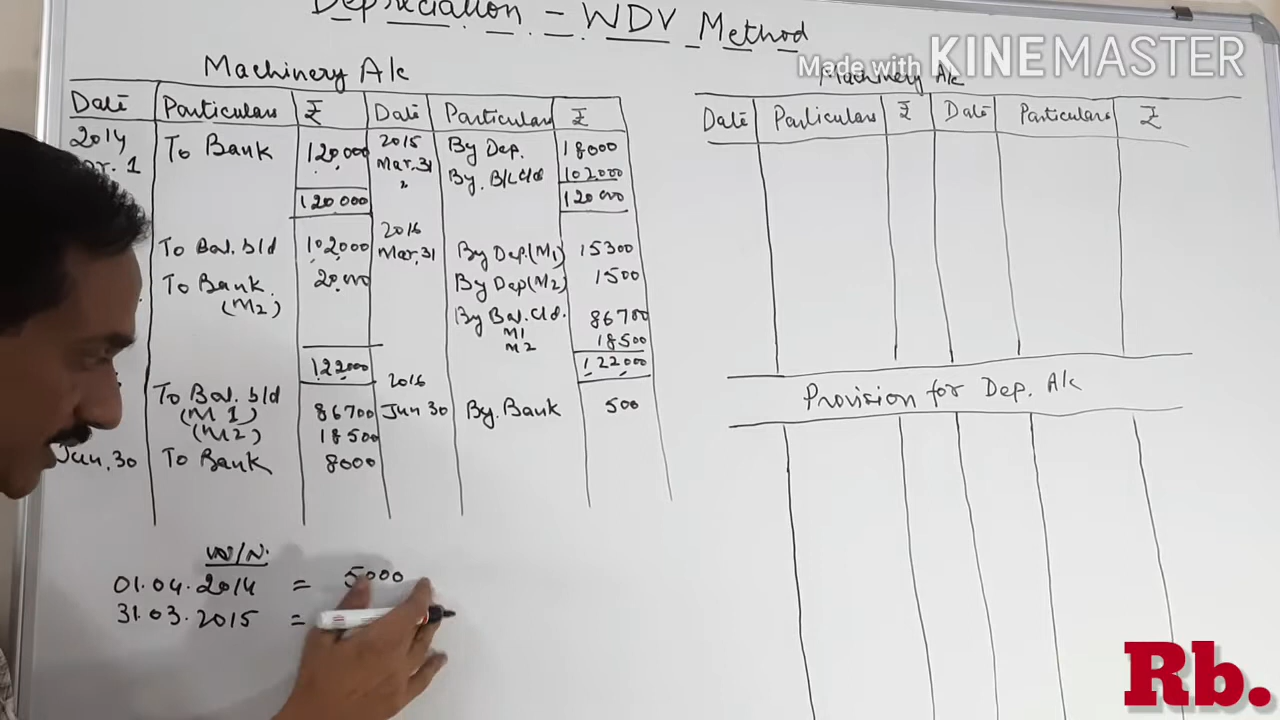 Depreciation - WDV Method
Made with KINEMASTER
Machinery A/c
Date Particulars ₹ Date Particulars ₹
2014 To Bank 120000 2015 By Dep. 18000
r. 1 Mar, 31 By. B/L c/d 102000
120000 120000
2016
To Bal. b/d 102000 Mar, 31 By Dep. (M1) 15300
To Bank 20000 By Dep (M2) 1500
(M2) By Bal. c/d. 86700
M1 18500
M2
122000 122000
To Bal. b/d 2016
(M1) 86700 Jun 30 By. Bank 500
(M2) 18500
Jun, 30 To Bank 8000
W/N.
01.04.2014 = 5000
31.03.2015 =
Machinery A/c
Date Particulars ₹ Date Particulars ₹
Provision for Dep. A/c
Rb.